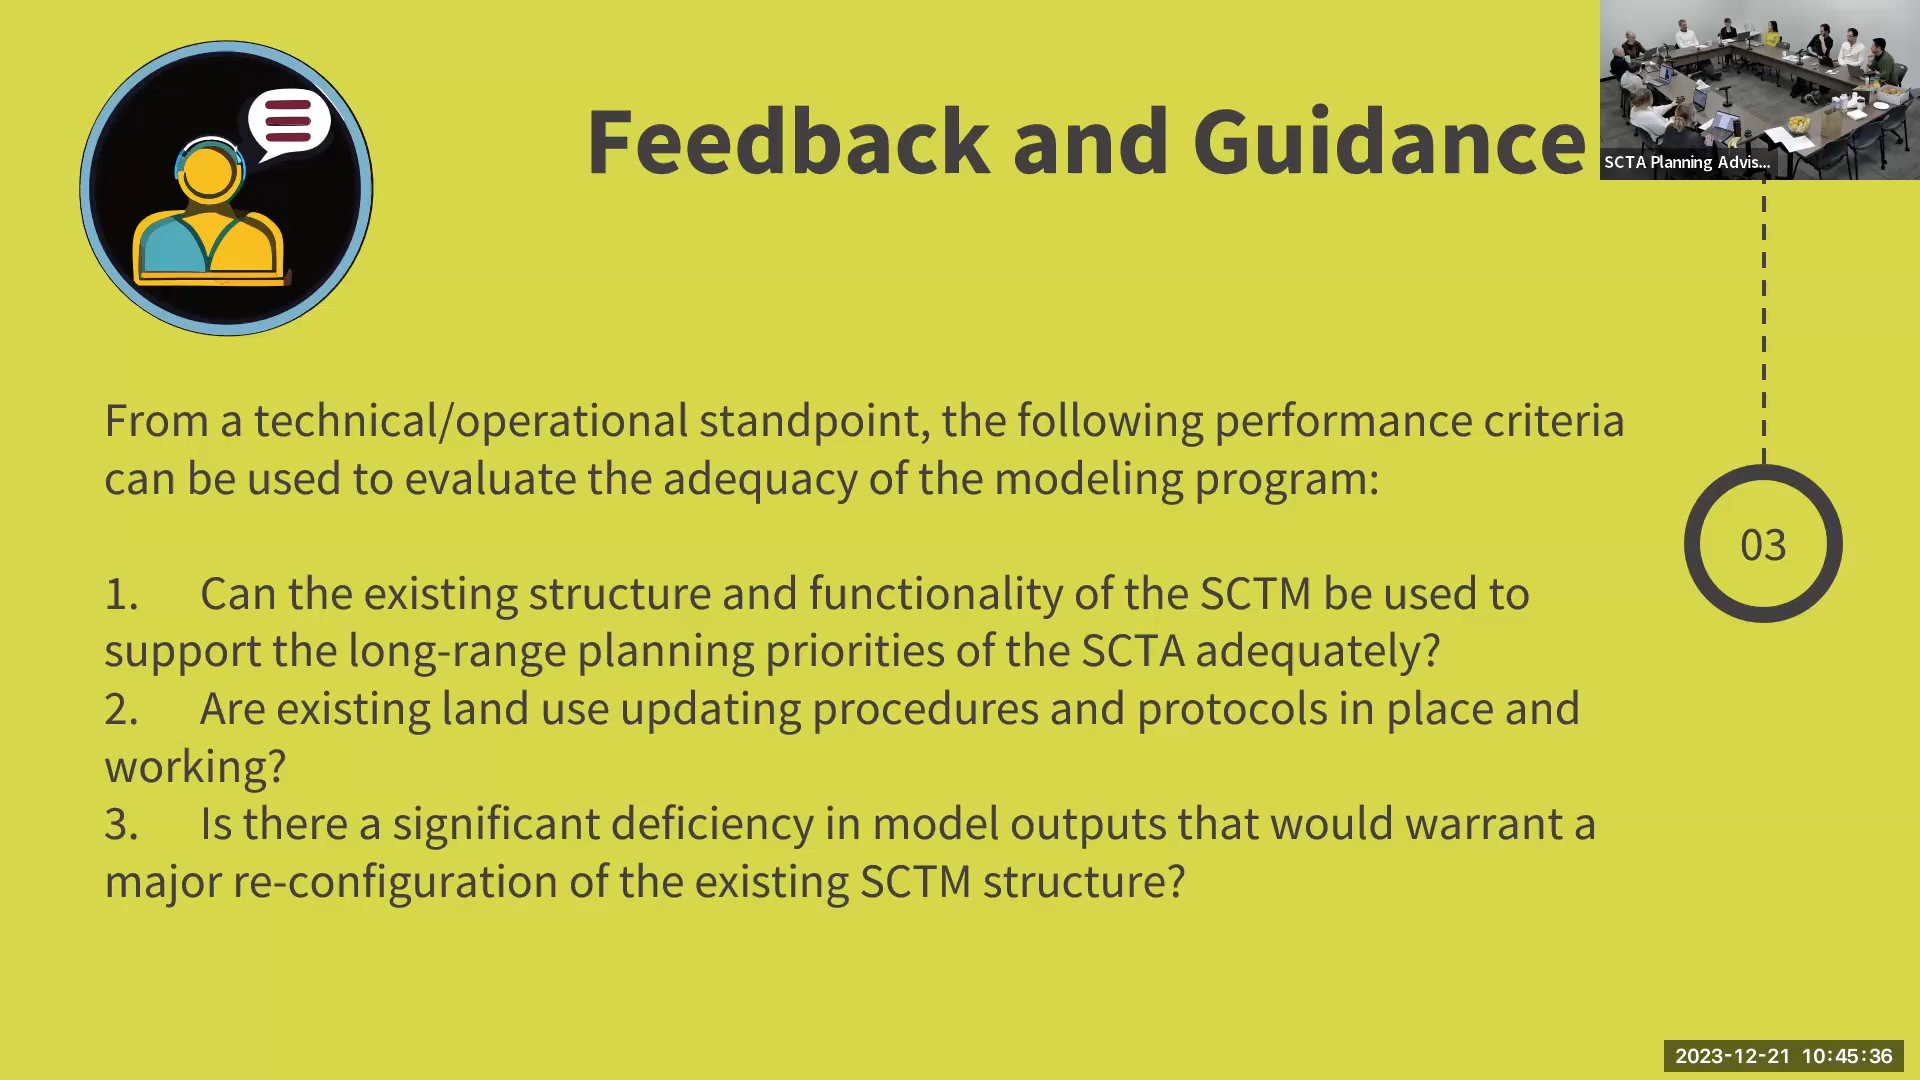 Feedback and Guidance
SCTA Planning Advis...
From a technical/operational standpoint, the following performance criteria
can be used to evaluate the adequacy of the modeling program:
03
1. Can the existing structure and functionality of the SCTM be used to
support the long-range planning priorities of the SCTA adequately?
2. Are existing land use updating procedures and protocols in place and
working?
3. Is there a significant deficiency in model outputs that would warrant a
major re-configuration of the existing SCTM structure?
2023-12-21 10:45:36